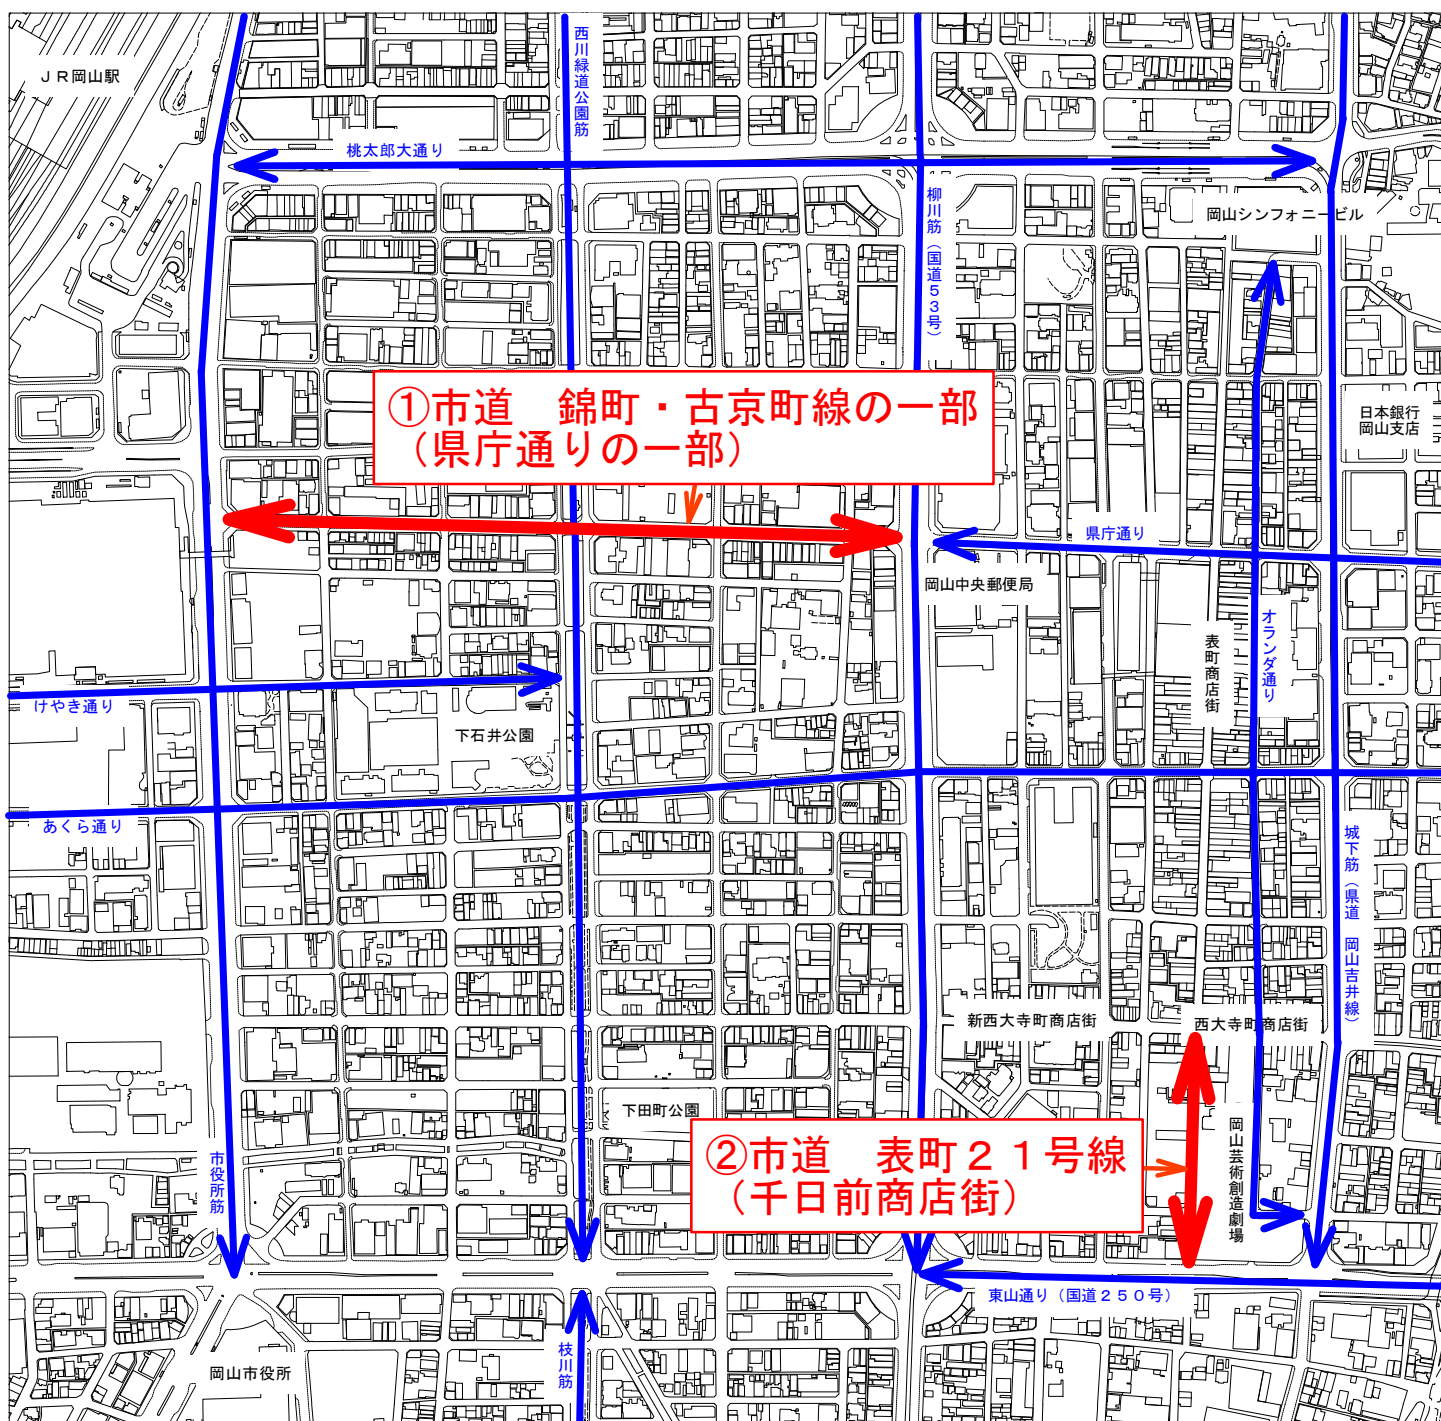 ＪＲ岡山駅
西川緑道公園筋
桃太郎大通り
柳川筋（国道５３号）
岡山シンフォニービル
①市道　錦町・古京町線の一部
（県庁通りの一部）
日本銀行
岡山支店
県庁通り
岡山中央郵便局
オランダ通り
表町商店街
けやき通り
下石井公園
あくら通り
城下筋（県道　岡山吉井線）
新西大寺町商店街
西大寺町商店街
下田町公園
②市道　表町２１号線
（千日前商店街）
岡山芸術創造劇場
市役所筋
東山通り（国道２５０号）
枝川筋
岡山市役所